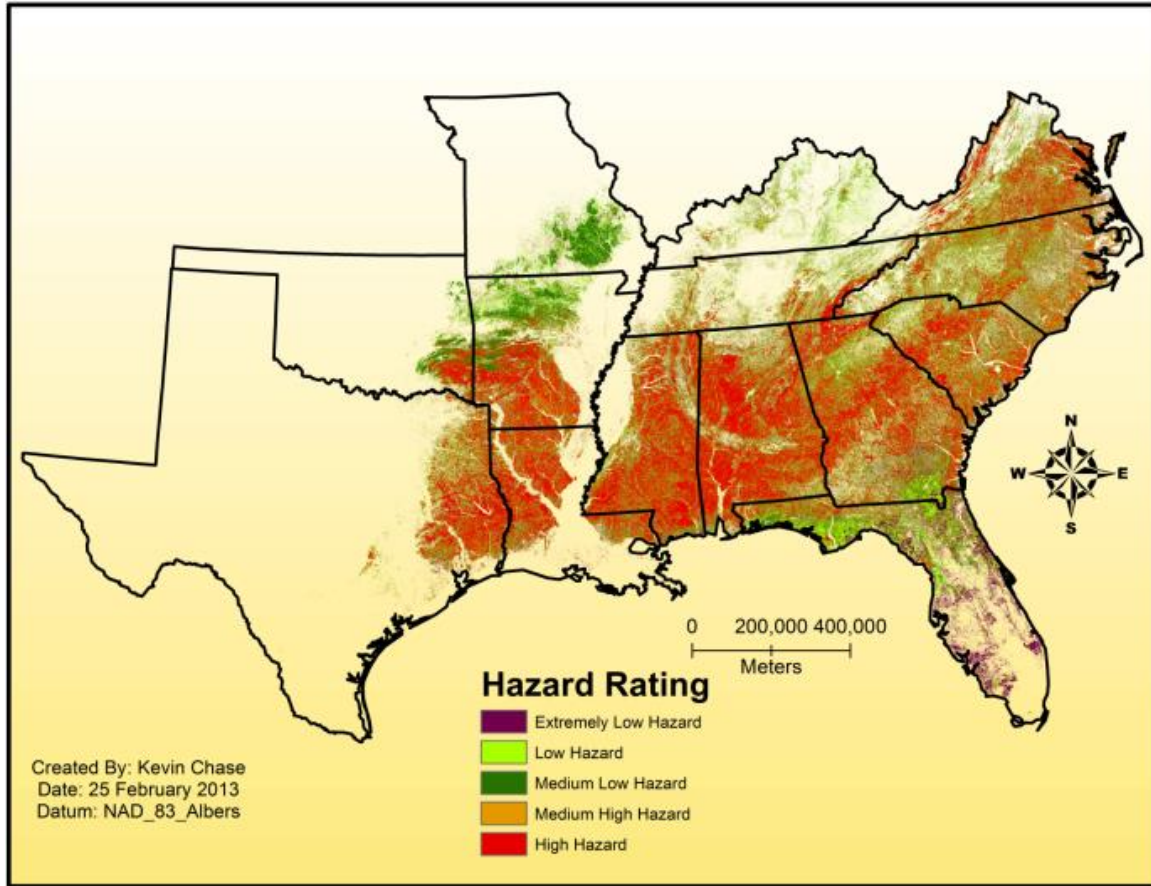 N
W E
S
0 200,000 400,000
Meters
Hazard Rating
Extremely Low Hazard
Low Hazard
Medium Low Hazard
Medium High Hazard
High Hazard
Created By: Kevin Chase
Date: 25 February 2013
Datum: NAD_83_Albers